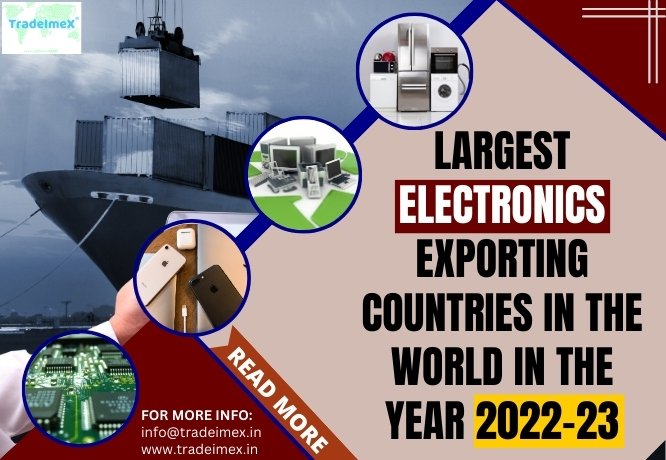 TradeImeX®
LARGEST
ELECTRONICS
EXPORTING
COUNTRIES IN THE
WORLD IN THE
YEAR 2022-23
READ MORE
FOR MORE INFO:
info@tradeimex.in
www.tradeimex.in